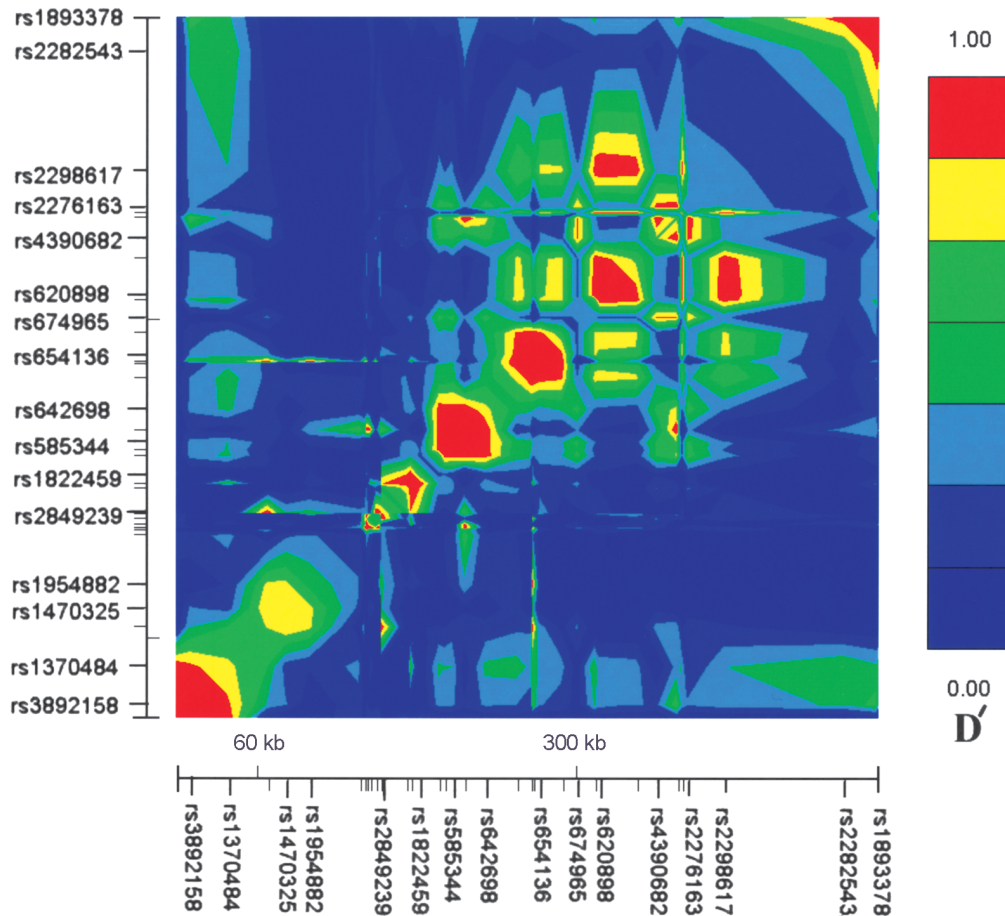 rs1893378
rs2282543
rs2298617
rs2276163
rs4390682
rs620898
rs674965
rs654136
rs642698
rs585344
rs1822459
rs2849239
rs1954882
rs1470325
rs1370484
rs3892158
1.00
0.00
D′
60 kb
300 kb
rs3892158
rs1370484
rs1470325
rs1954882
rs2849239
rs1822459
rs585344
rs642698
rs654136
rs674965
rs620898
rs4390682
rs2276163
rs2298617
rs2282543
rs1893378